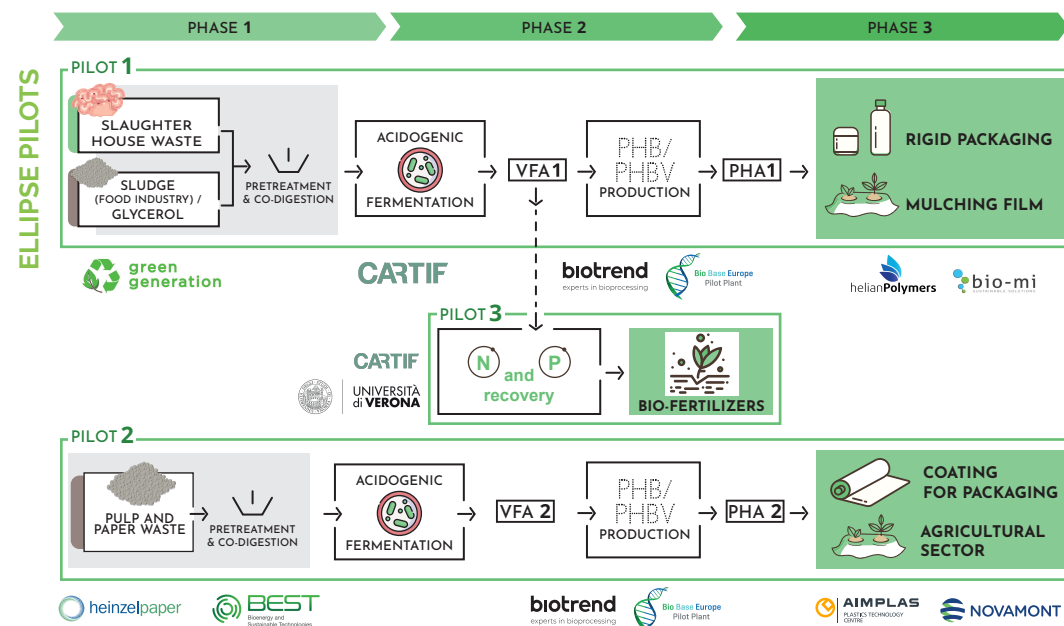 PHASE 1
PHASE 2
PHASE 3
ELLIPSE PILOTS
PILOT 1
SLAUGHTER
HOUSE WASTE
SLUDGE
(FOOD INDUSTRY) /
GLYCEROL
PRETREATMENT
& CO-DIGESTION
ACIDOGENIC
FERMENTATION
VFA1
PHB/
PHBV
PRODUCTION
PHA1
RIGID PACKAGING
MULCHING FILM
green
generation
CARTIF
biotrend
experts in bioprocessing
Bio Base Europe
Pilot Plant
helianPolymers
bio-mi
SUSTAINABLE SOLUTIONS
PILOT 3
CARTIF
UNIVERSITÀ
di VERONA
N
P
and
recovery
BIO-FERTILIZERS
PILOT 2
PULP AND
PAPER WASTE
PRETREATMENT
& CO-DIGESTION
ACIDOGENIC
FERMENTATION
VFA 2
PHB/
PHBV
PRODUCTION
PHA 2
COATING
FOR PACKAGING
AGRICULTURAL
SECTOR
heinzelpaper
BEST
Bioenergy and
Sustainable Technologies
biotrend
experts in bioprocessing
Bio Base Europe
Pilot Plant
AIMPLAS
PLASTICS TECHNOLOGY
CENTRE
NOVAMONT